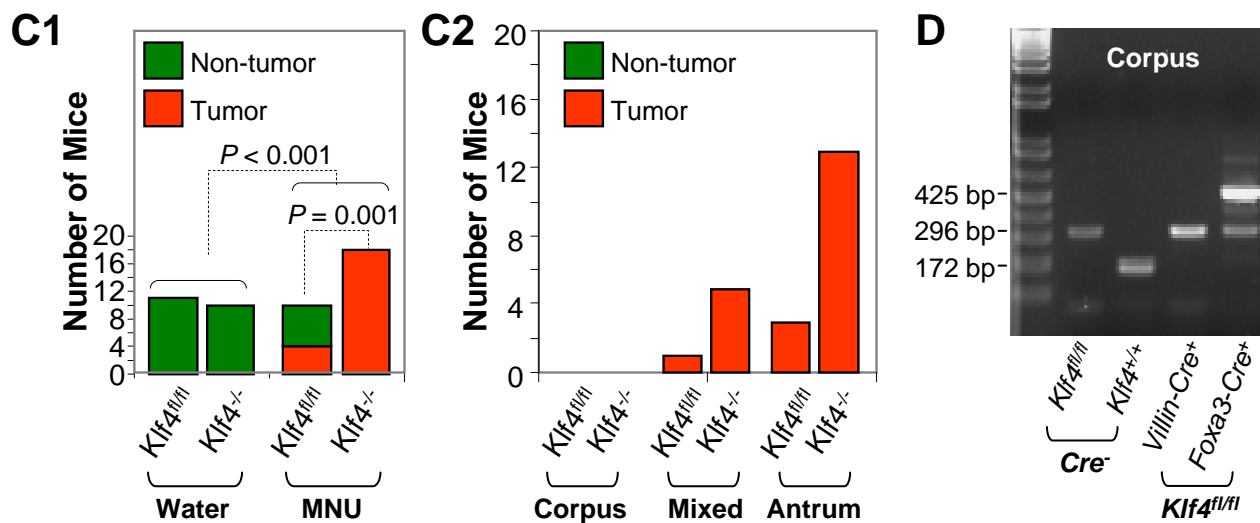 C1
Number of Mice
20
16
12
8
4
0
Non-tumor
Tumor
P < 0.001
P = 0.001
Klf4fl/fl
Klf4-/-
Klf4fl/fl
Klf4-/-
Water
MNU
C2
Number of Mice
20
16
12
8
4
0
Non-tumor
Tumor
Klf4fl/fl
Klf4-/-
Klf4fl/fl
Klf4-/-
Klf4fl/fl
Klf4-/-
Corpus
Mixed
Antrum
D
Corpus
425 bp-
296 bp-
172 bp-
Klf4fl/fl
Klf4+/+
Villin-Cre+
Foxa3-Cre+
Cre-
Klf4fl/fl